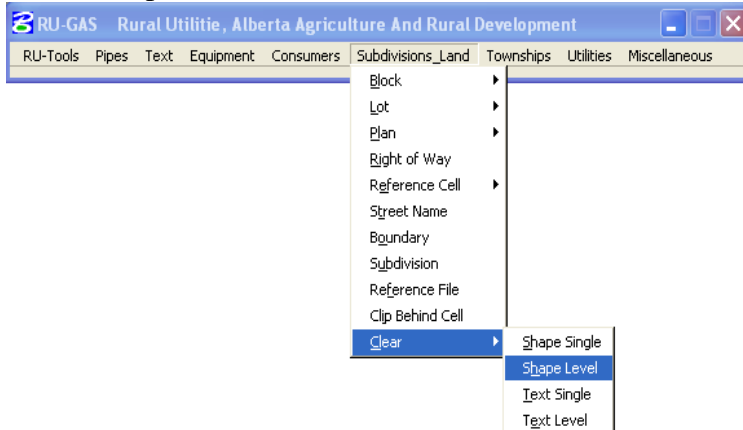 RU-GAS Rural Utilitie, Alberta Agriculture And Rural Development
RU-Tools Pipes Text Equipment Consumers Subdivisions_Land Townships Utilities Miscellaneous
Block
Lot
Plan
Right of Way
Reference Cell
Street Name
Boundary
Subdivision
Reference File
Clip Behind Cell
Clear
Shape Single
Shape Level
Text Single
Text Level